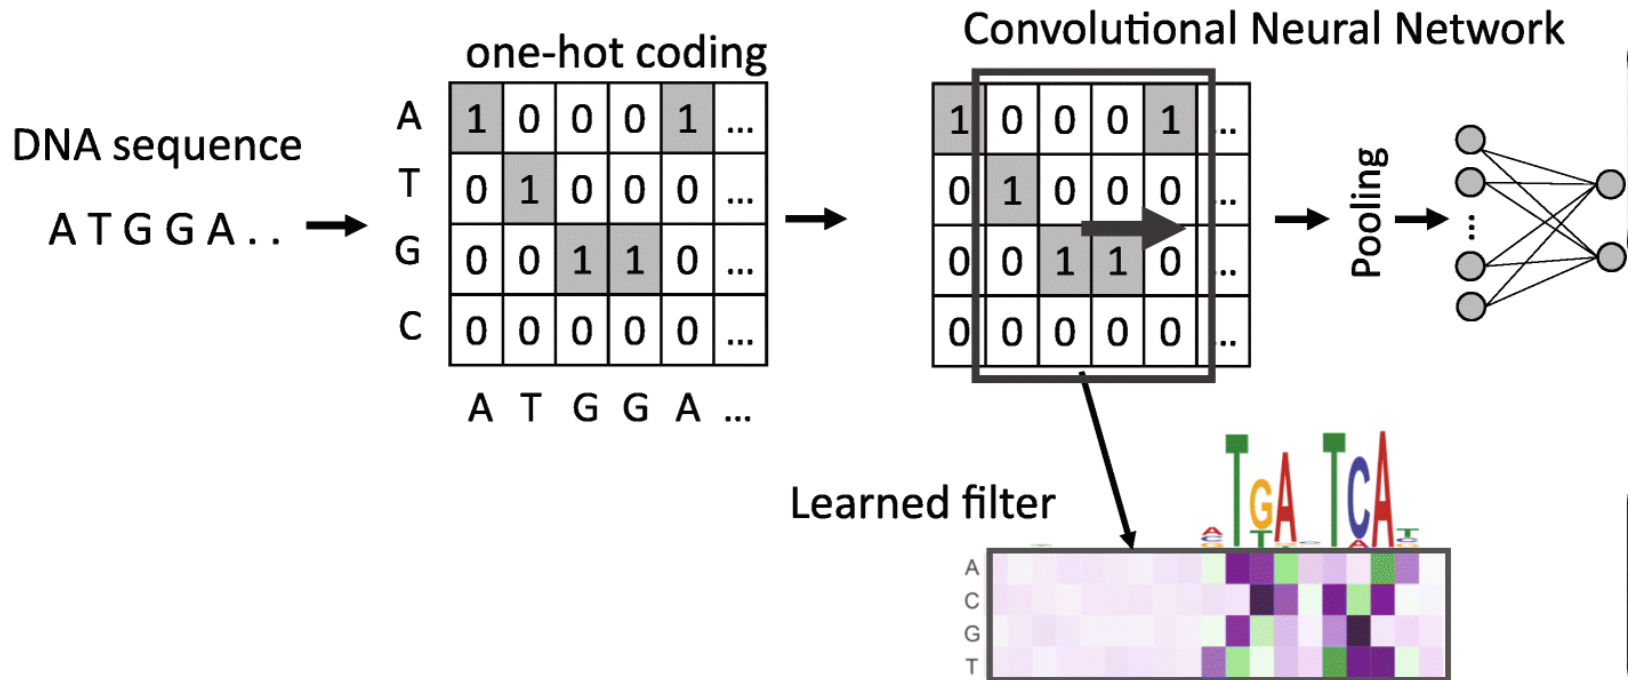 Convolutional Neural Network
one-hot coding
DNA sequence
A T G G A . .
A 1 0 0 0 1 ...
T 0 1 0 0 0 ...
G 0 0 1 1 0 ...
C 0 0 0 0 0 ...
A T G G A ...
1 0 0 0 1 ...
0 1 0 0 0 ...
0 0 1 1 0 ...
0 0 0 0 0 ...
Pooling
...
Learned filter
TGA TCA
A
C
G
T